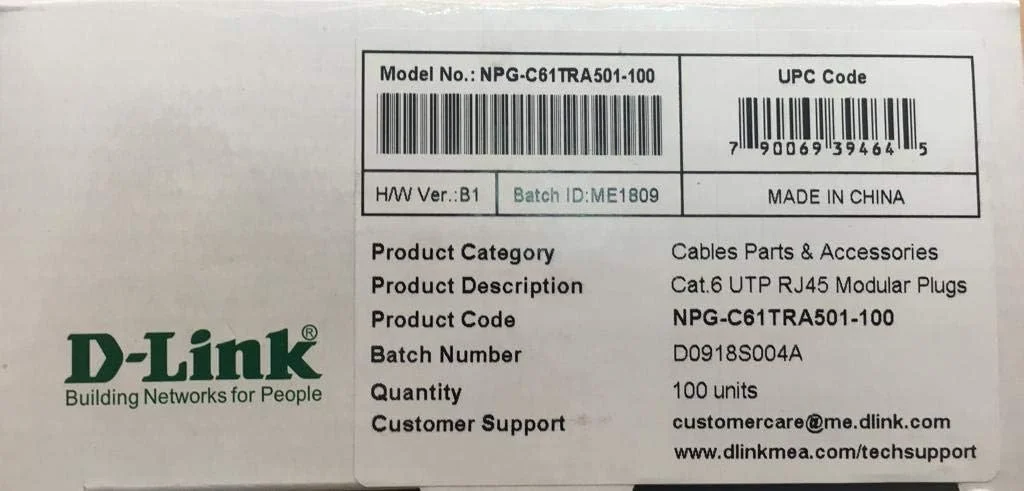 Model No.: NPG-C61TRA501-100
UPC Code
7 90069 39464 5
H/W Ver.:B1
Batch ID:ME1809
MADE IN CHINA
Product Category Cables Parts & Accessories
Product Description Cat.6 UTP RJ45 Modular Plugs
Product Code NPG-C61TRA501-100
Batch Number D0918S004A
Quantity 100 units
Customer Support customercare@me.dlink.com
www.dlinkmea.com/techsupport
D-Link®
Building Networks for People